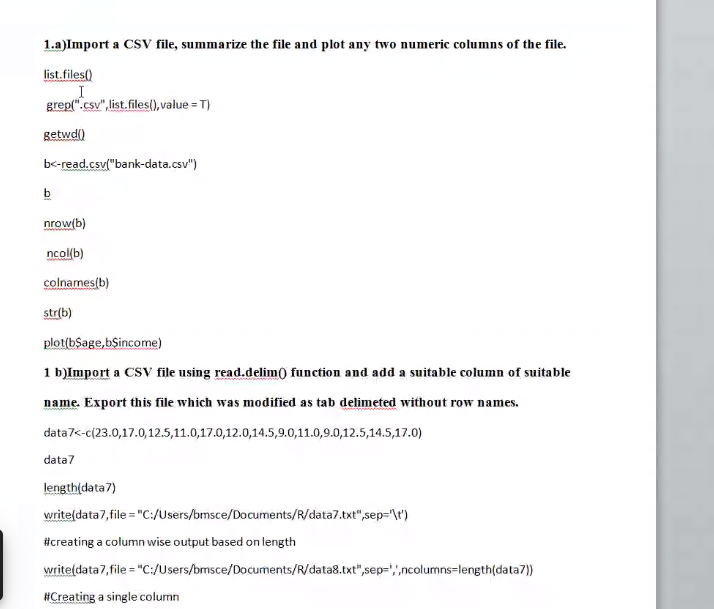 1.a)Import a CSV file, summarize the file and plot any two numeric columns of the file.
list.files()
grep(".csv",list.files(),value = T)
getwd()
b<-read.csv("bank-data.csv")
b
nrow(b)
ncol(b)
colnames(b)
str(b)
plot(b$age,b$income)
1 b)Import a CSV file using read.delim() function and add a suitable column of suitable
name. Export this file which was modified as tab delimeted without row names.
data7<-c(23.0,17.0,12.5,11.0,17.0,12.0,14.5,9.0,11.0,9.0,12.5,14.5,17.0)
data7
length(data7)
write(data7,file = "C:/Users/bmsce/Documents/R/data7.txt",sep='\t')
#creating a column wise output based on length
write(data7,file = "C:/Users/bmsce/Documents/R/data8.txt",sep=',',ncolumns=length(data7))
#Creating a single column